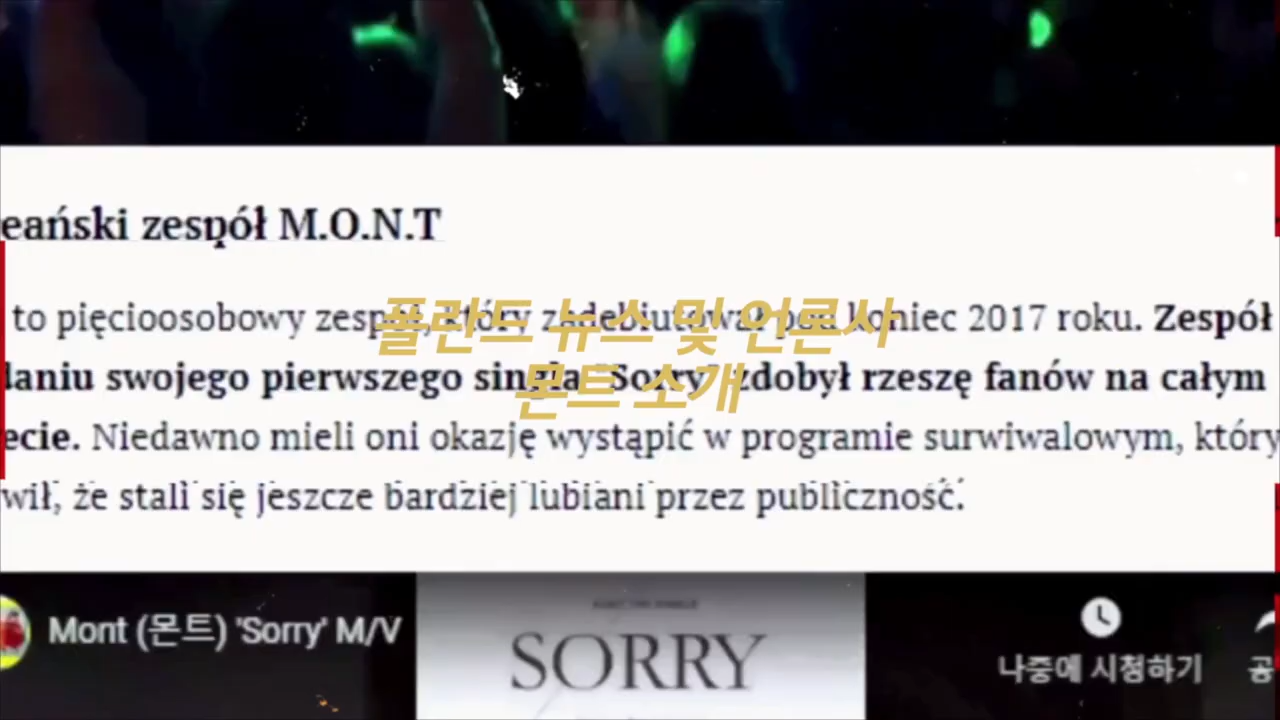 eański zespół M.O.N.T
to pięcioosobowy zespół, który zadebiutował pod koniec 2017 roku. Zespół
플란드 뉴스 및 언론사
daniu swojego pierwszego singla "Sorry" zdobył rzeszę fanów na całym
몬트 소개
ecie. Niedawno mieli oni okazję wystąpić w programie surwiwalowym, który
wił, że stali się jeszcze bardziej lubiani przez publiczność.
Mont (몬트) 'Sorry' M/V
SORRY
나중에 시청하기
공